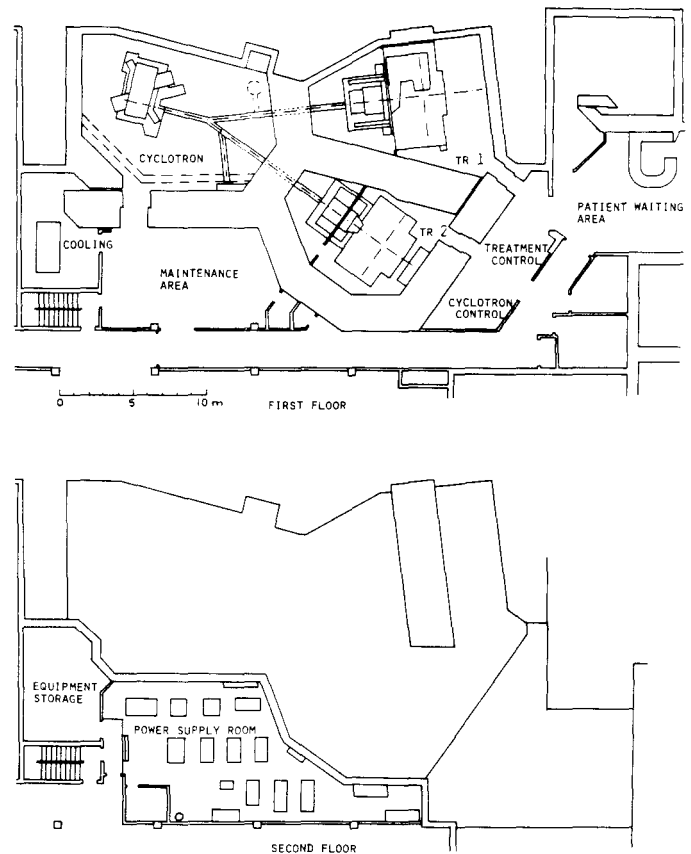 CYCLOTRON
TR 1
TR 2
PATIENT WAITING
AREA
COOLING
MAINTENANCE
AREA
TREATMENT
CONTROL
CYCLOTRON
CONTROL
0 5 10 m
FIRST FLOOR
EQUIPMENT
STORAGE
POWER SUPPLY ROOM
SECOND FLOOR